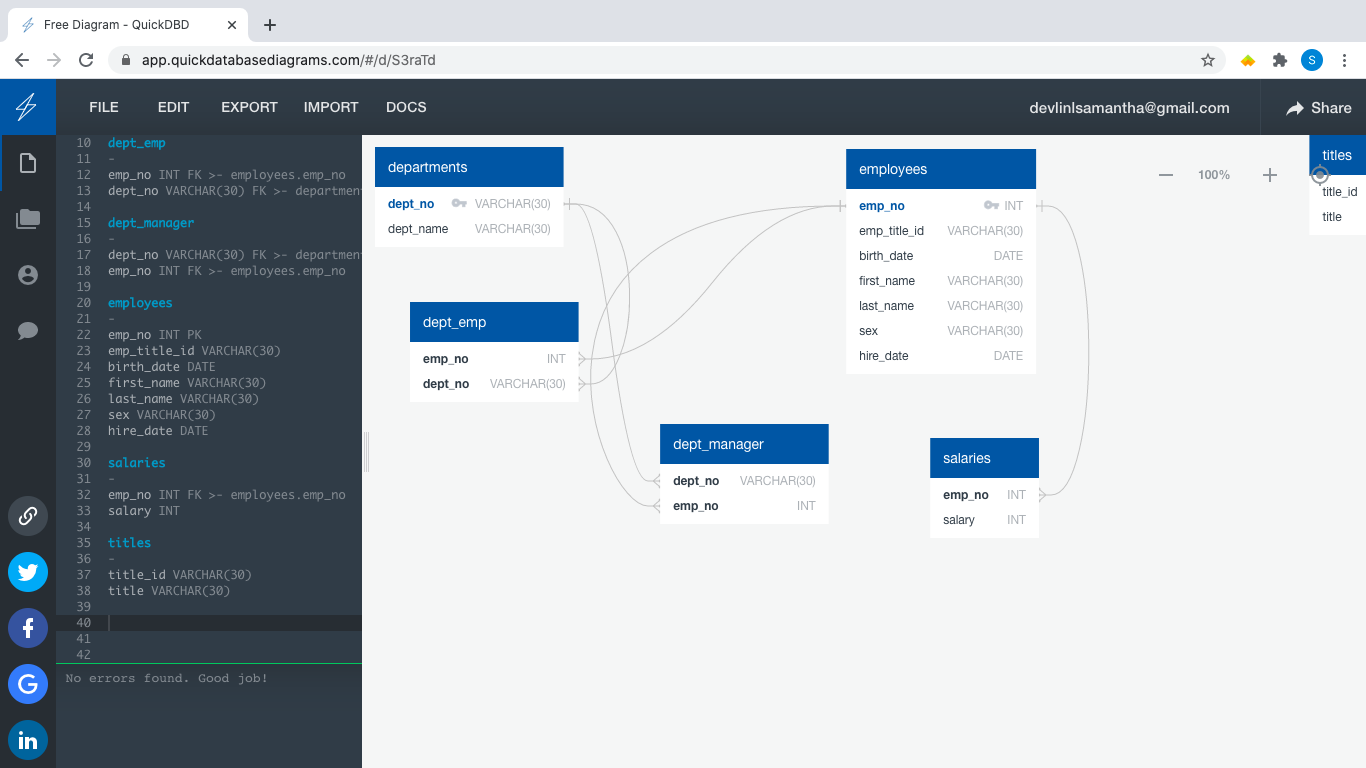 Free Diagram - QuickDBD
app.quickdatabasediagrams.com/#/d/S3raTd
S
FILE EDIT EXPORT IMPORT DOCS
devlinlsamantha@gmail.com
Share
10 dept_emp
11 -
12 emp_no INT FK >- employees.emp_no
13 dept_no VARCHAR(30) FK >- departmen
14
15 dept_manager
16 -
17 dept_no VARCHAR(30) FK >- departmen
18 emp_no INT FK >- employees.emp_no
19
20 employees
21 -
22 emp_no INT PK
23 emp_title_id VARCHAR(30)
24 birth_date DATE
25 first_name VARCHAR(30)
26 last_name VARCHAR(30)
27 sex VARCHAR(30)
28 hire_date DATE
29
30 salaries
31 -
32 emp_no INT FK >- employees.emp_no
33 salary INT
34
35 titles
36 -
37 title_id VARCHAR(30)
38 title VARCHAR(30)
39
40
41
42
No errors found. Good job!
departments
dept_no VARCHAR(30)
dept_name VARCHAR(30)
dept_emp
emp_no INT
dept_no VARCHAR(30)
dept_manager
dept_no VARCHAR(30)
emp_no INT
employees
emp_no INT
emp_title_id VARCHAR(30)
birth_date DATE
first_name VARCHAR(30)
last_name VARCHAR(30)
sex VARCHAR(30)
hire_date DATE
salaries
emp_no INT
salary INT
100%
titles
title_id
title
f
G
in